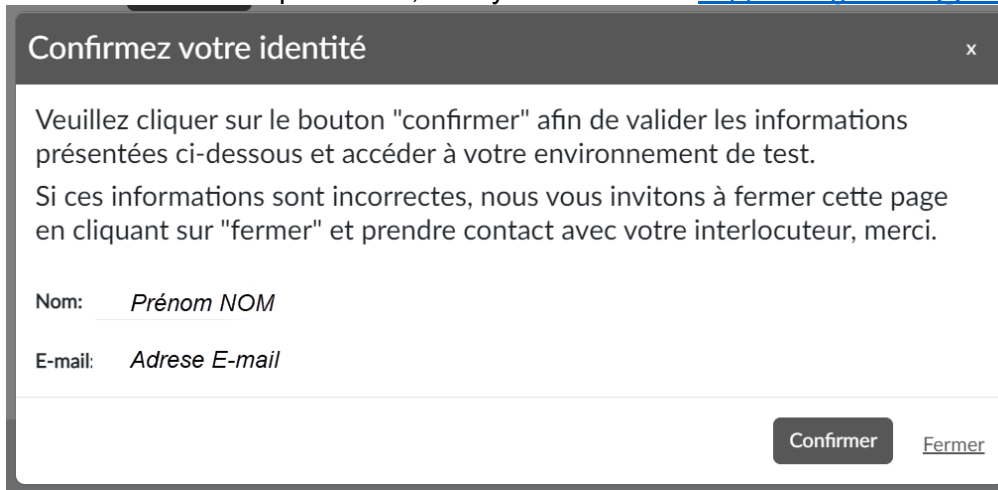 Confirmez votre identité x
Veuillez cliquer sur le bouton "confirmer" afin de valider les informations
présentées ci-dessous et accéder à votre environnement de test.
Si ces informations sont incorrectes, nous vous invitons à fermer cette page
en cliquant sur "fermer" et prendre contact avec votre interlocuteur, merci.
Nom: Prénom NOM
E-mail: Adrese E-mail
Confirmer Fermer